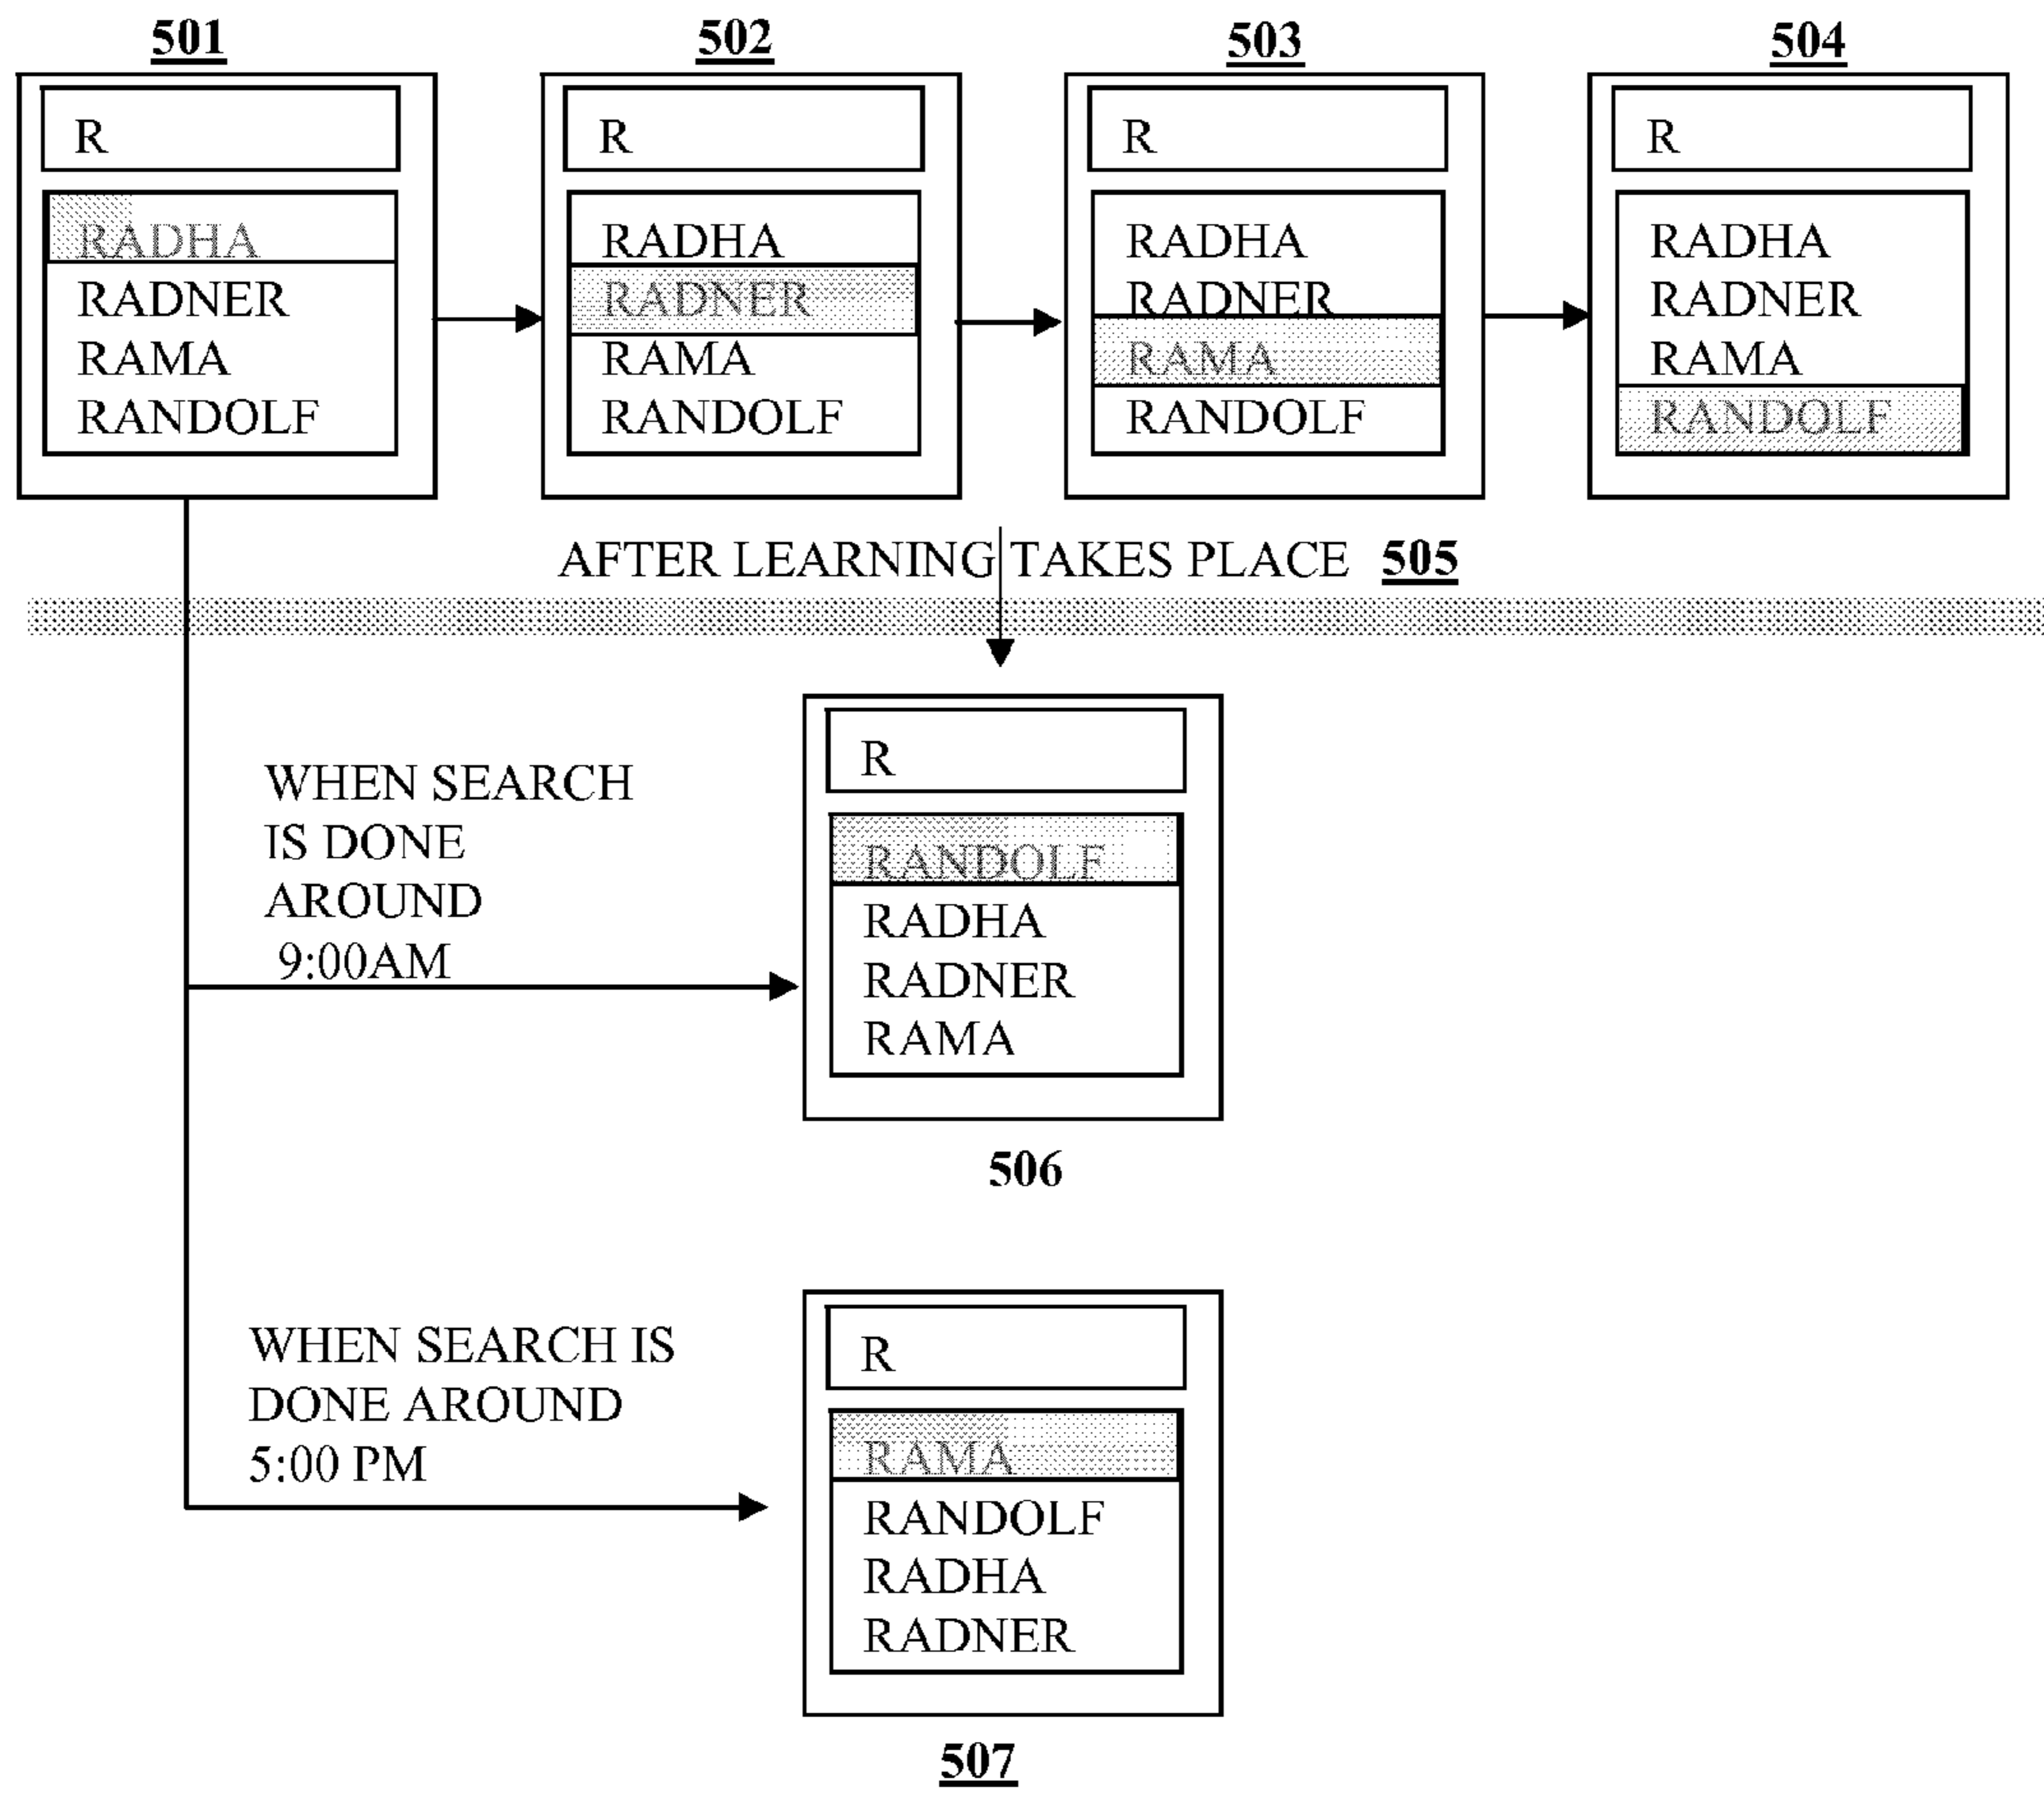 501
502
503
504
R
RADHA
RADNER
RAMA
RANDOLF
R
RADHA
RADNER
RAMA
RANDOLF
R
RADHA
RADNER
RAMA
RANDOLF
R
RADHA
RADNER
RAMA
RANDOLF
AFTER LEARNING TAKES PLACE 505
WHEN SEARCH
IS DONE
AROUND
9:00AM
R
RANDOLF
RADHA
RADNER
RAMA
506
WHEN SEARCH IS
DONE AROUND
5:00 PM
R
RAMA
RANDOLF
RADHA
RADNER
507